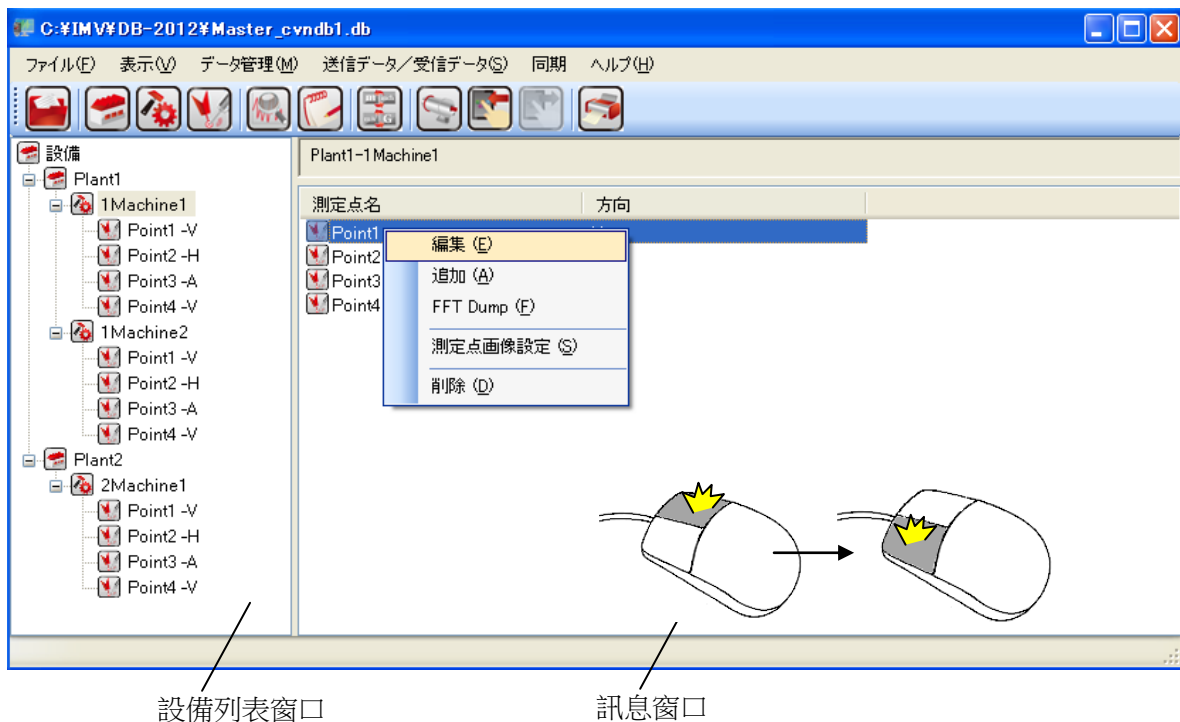 C:¥IMV¥DB-2012¥Master_cvndb1.db
ファイル(F) 表示(V) データ管理(M) 送信データ／受信データ(S) 同期 ヘルプ(H)
設備
Plant1
1Machine1
Point1 -V
Point2 -H
Point3 -A
Point4 -V
1Machine2
Point1 -V
Point2 -H
Point3 -A
Point4 -V
Plant2
2Machine1
Point1 -V
Point2 -H
Point3 -A
Point4 -V
Plant1-1Machine1
測定点名 方向
Point1
Point2
Point3
Point4
編集 (E)
追加 (A)
FFT Dump (F)
測定点画像設定 (S)
削除 (D)
設備列表窗口 訊息窗口